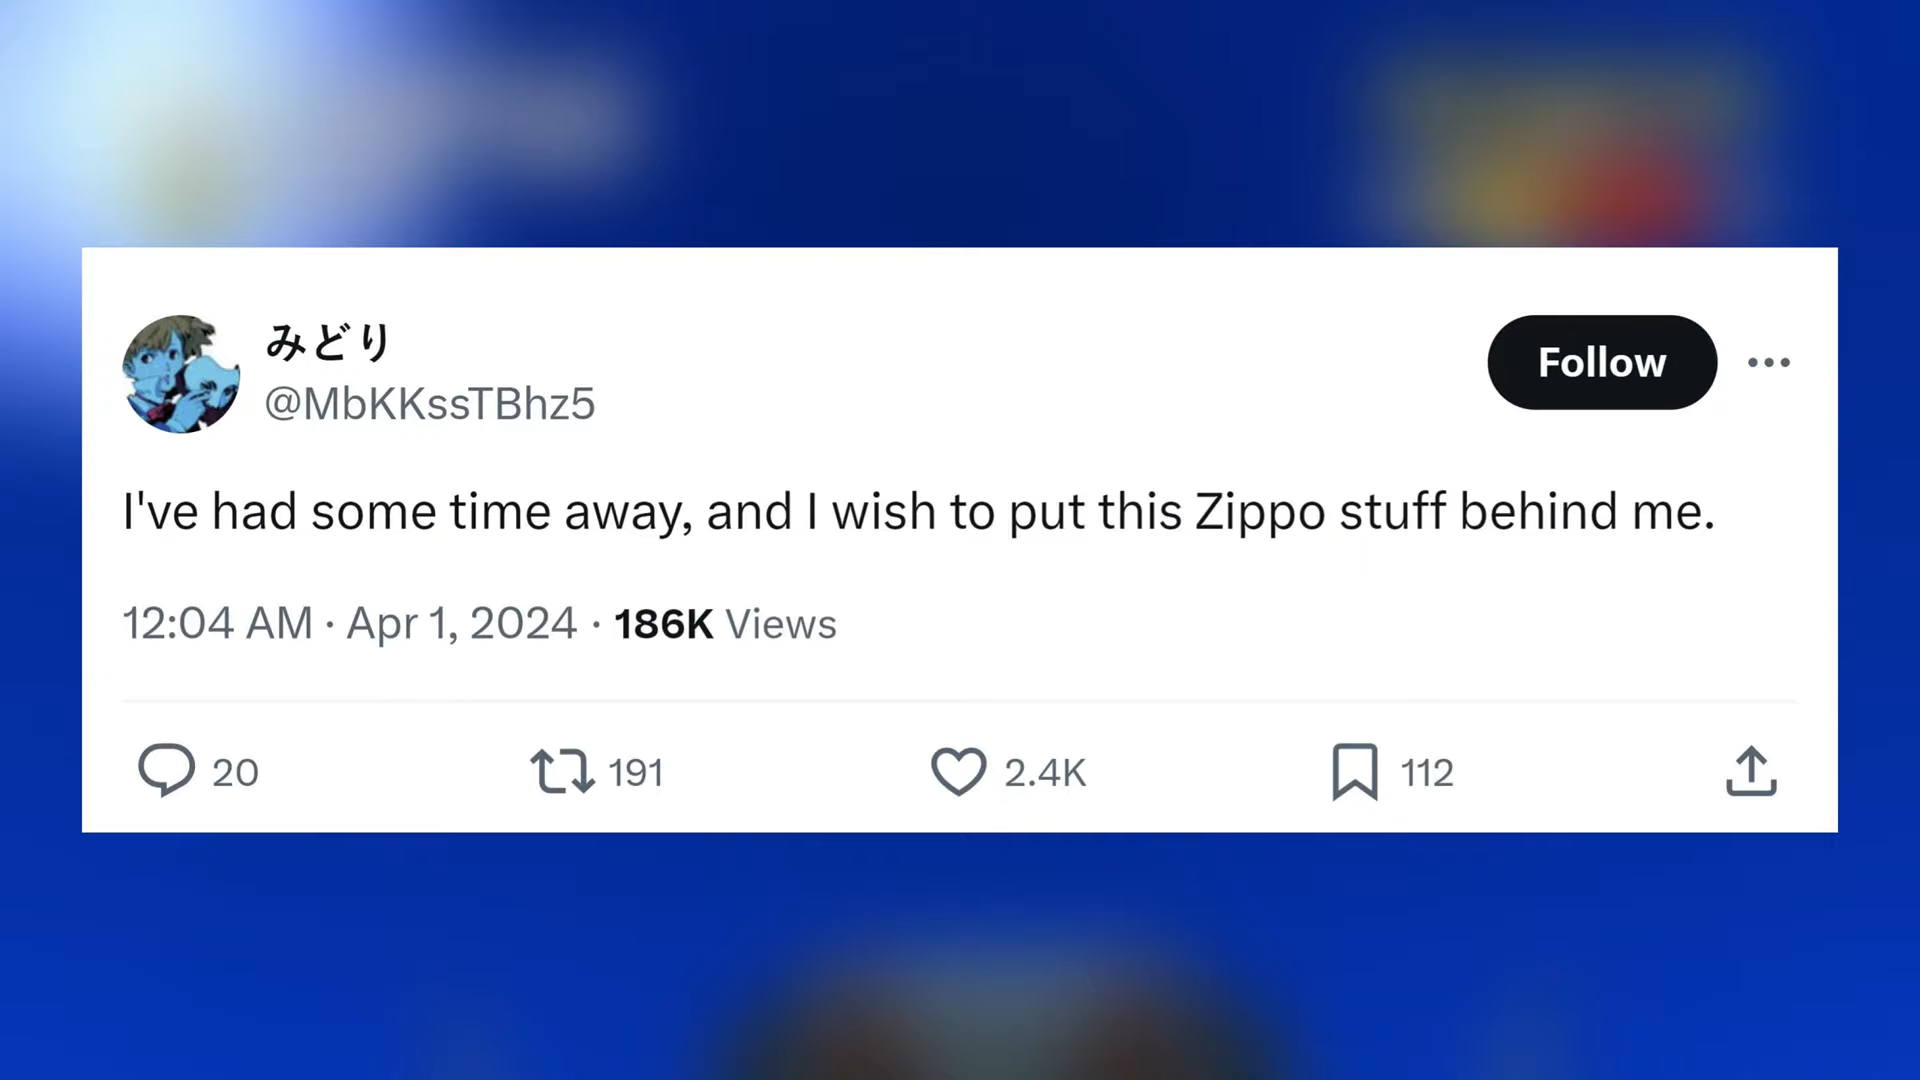 みどり
Follow
@MbKKssTBhz5
I've had some time away, and I wish to put this Zippo stuff behind me.
12:04 AM · Apr 1, 2024 · 186K Views
20 191 2.4K 112